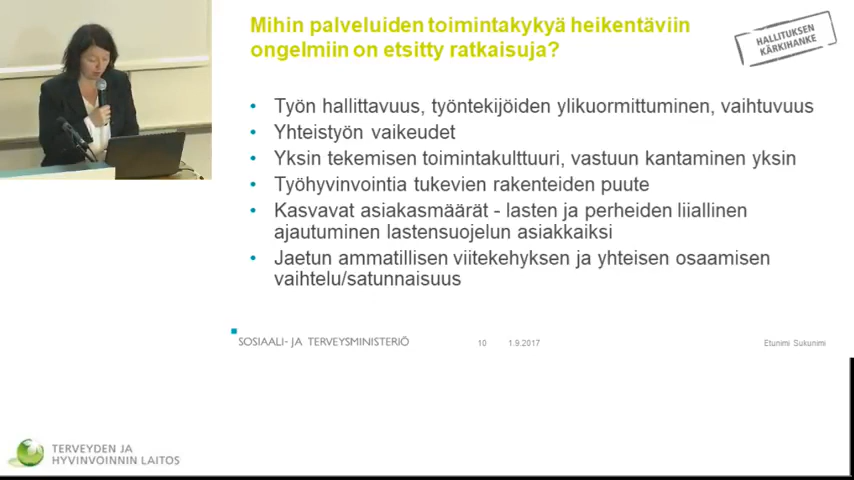 Mihin palveluiden toimintakykyä heikentäviin
ongelmiin on etsitty ratkaisuja?
HALLITUKSEN
KÄRKIHANKE
• Työn hallittavuus, työntekijöiden ylikuormittuminen, vaihtuvuus
• Yhteistyön vaikeudet
• Yksin tekemisen toimintakulttuuri, vastuun kantaminen yksin
• Työhyvinvointia tukevien rakenteiden puute
• Kasvavat asiakasmäärät - lasten ja perheiden liiallinen
ajautuminen lastensuojelun asiakkaiksi
• Jaetun ammatillisen viitekehyksen ja yhteisen osaamisen
vaihtelu/satunnaisuus
SOSIAALI- JA TERVEYSMINISTERIÖ
10
1.9.2017
Etunimi Sukunimi
TERVEYDEN JA
HYVINVOINNIN LAITOS